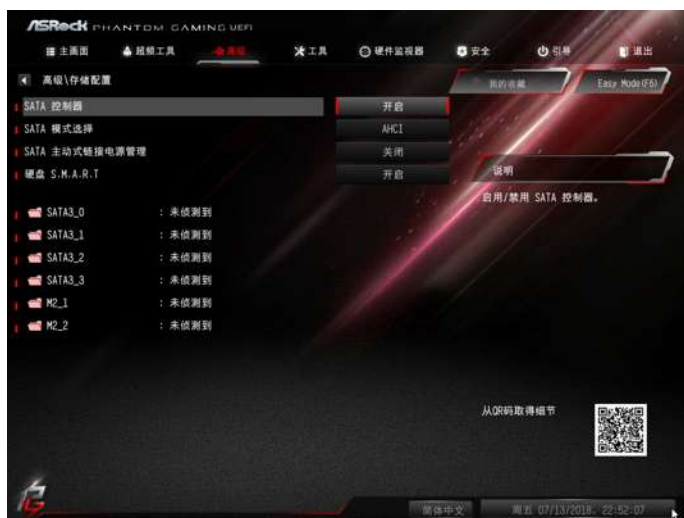 ASRock PHANTOM GAMING UEFI
主画面 超频工具 高级 工具 硬件监视器 安全 引导 退出
高级\存储配置 我的收藏 Easy Mode(F6)
SATA 控制器 开启
SATA 模式选择 AHCI
SATA 主动式链接电源管理 关闭
硬盘 S.M.A.R.T 开启
说明
启用/禁用 SATA 控制器。
SATA3_0 : 未侦测到
SATA3_1 : 未侦测到
SATA3_2 : 未侦测到
SATA3_3 : 未侦测到
M2_1 : 未侦测到
M2_2 : 未侦测到
从QR码取得细节
简体中文 周五 07/13/2018, 22:52:07